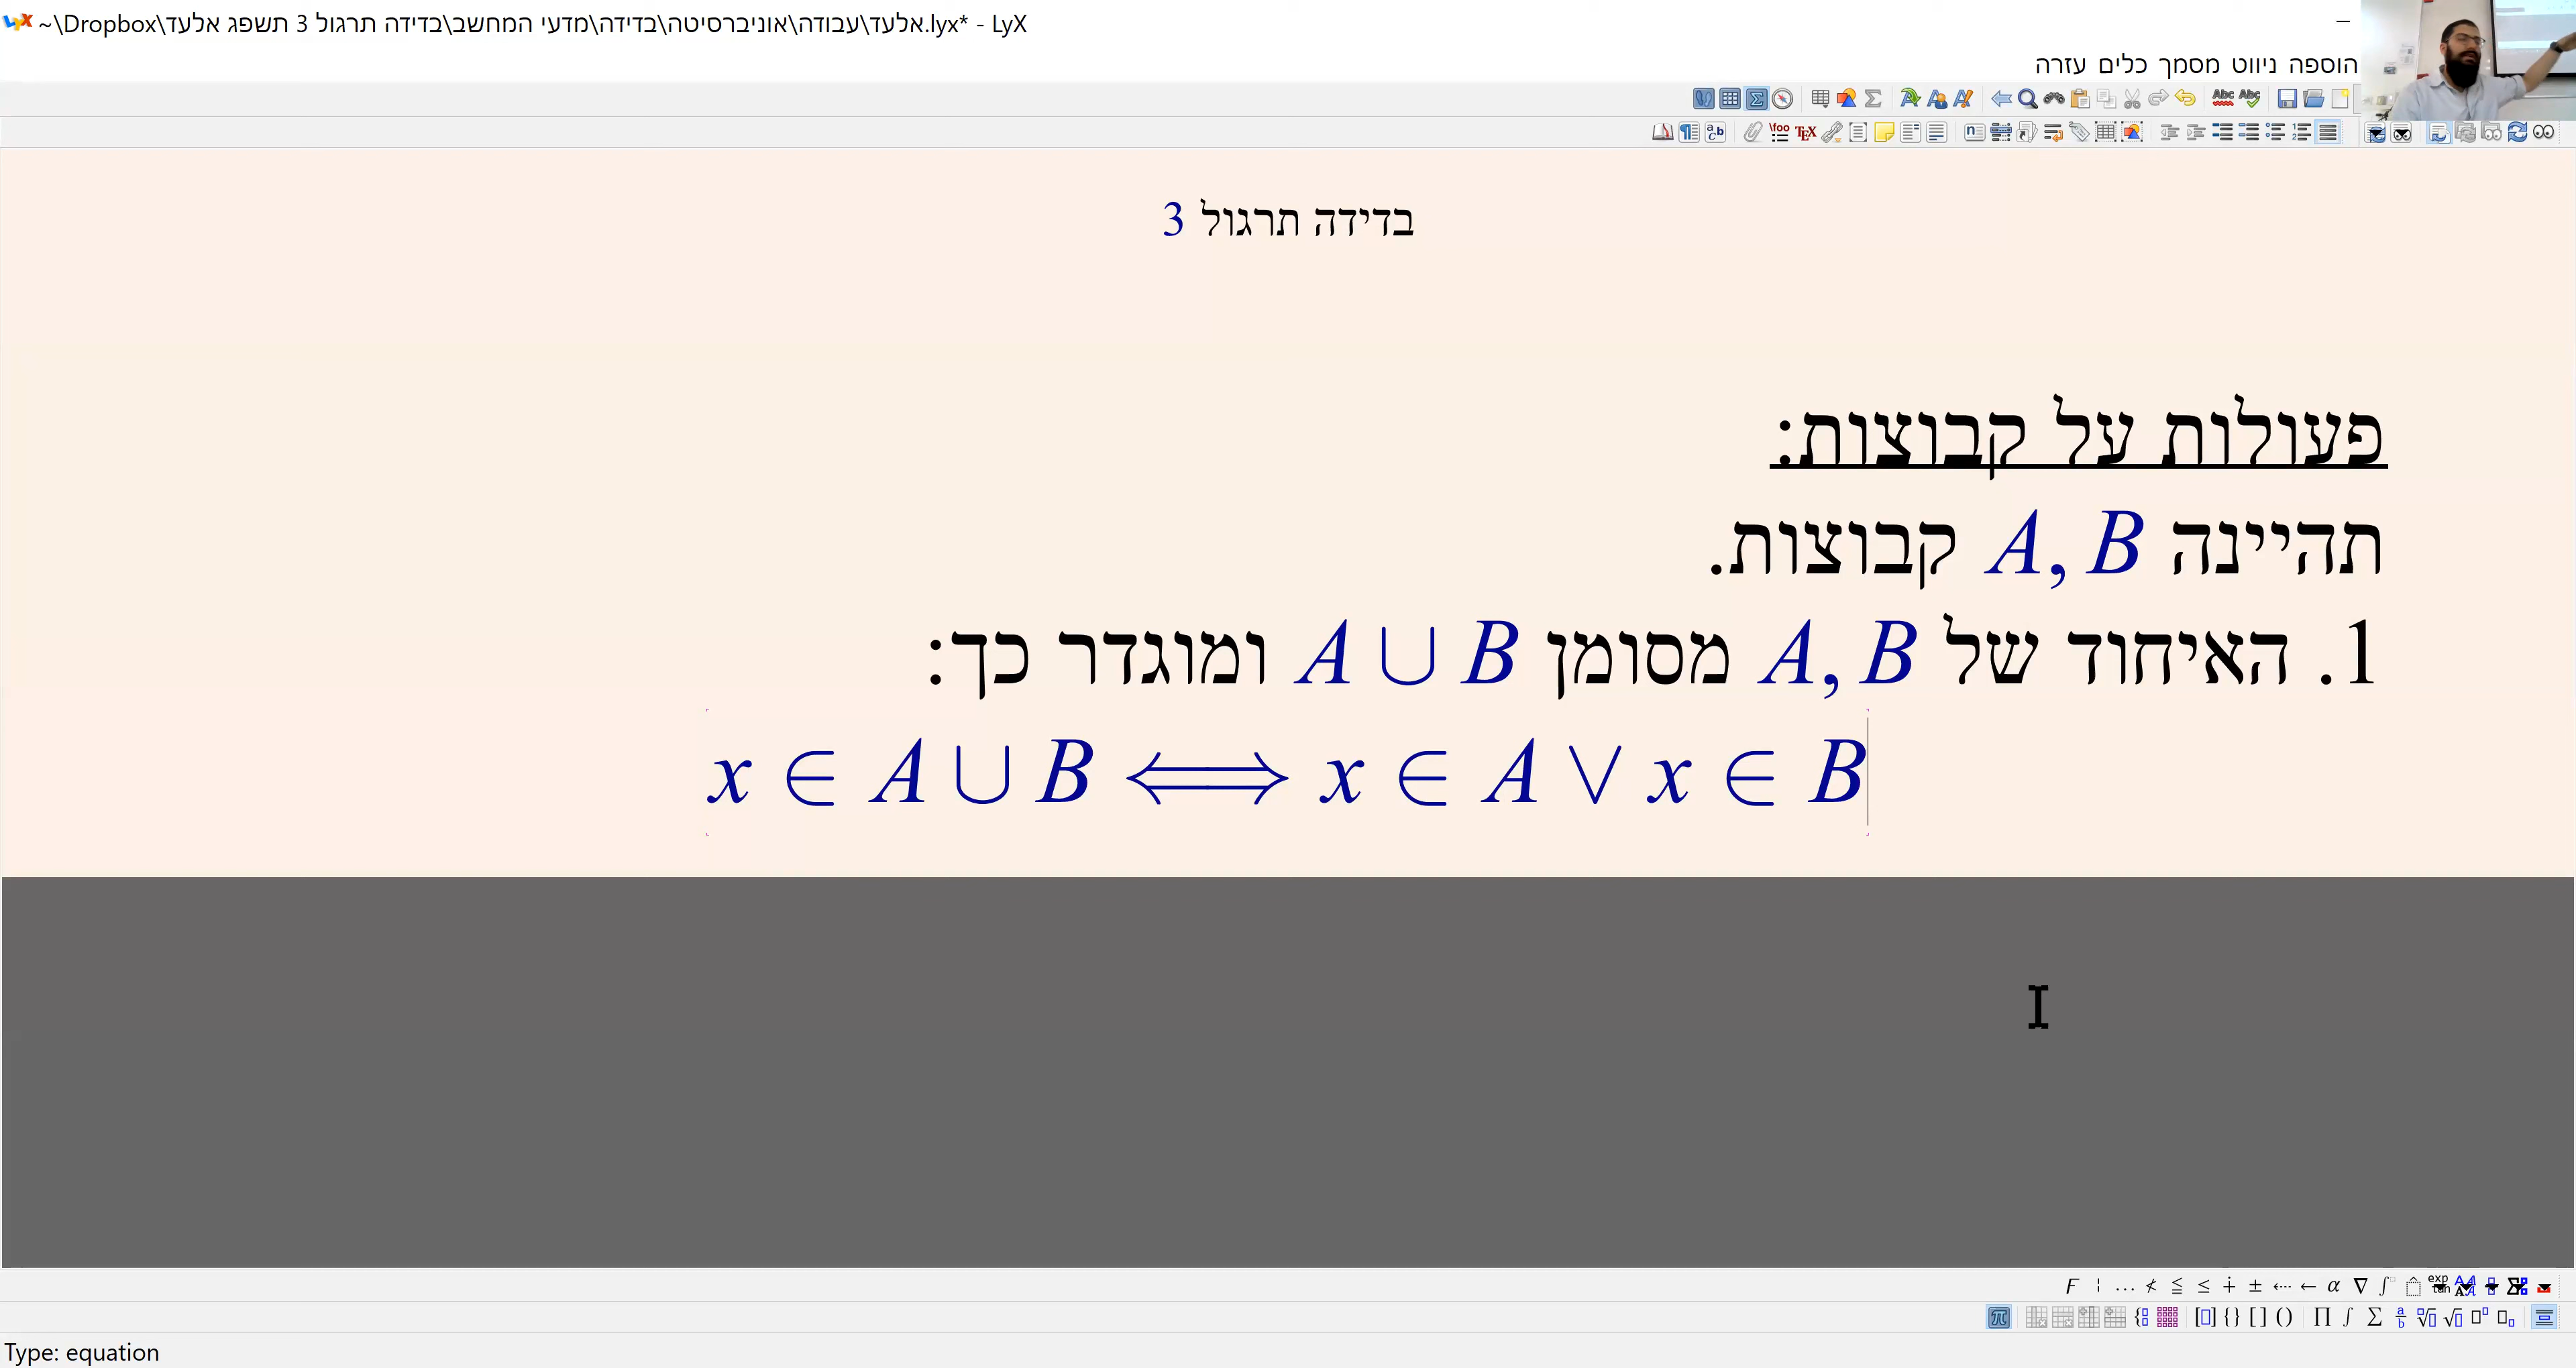 ~\Dropbox\אלעד\עבודה\אוניברסיטה\בדידה\מדעי המחשב\בדידה תרגול 3 תשפג אלעד.lyx* - LyX
הוספה ניווט מסמך כלים עזרה
בדידה תרגול 3
פעולות על קבוצות:
תהיינה A, B קבוצות.
1. האיחוד של A, B מסומן A ∪ B ומוגדר כך:
x ∈ A ∪ B ⟺ x ∈ A ∨ x ∈ B
Type: equation